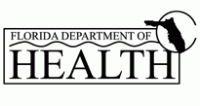 FLORIDA DEPARTMENT OF
HEALTH